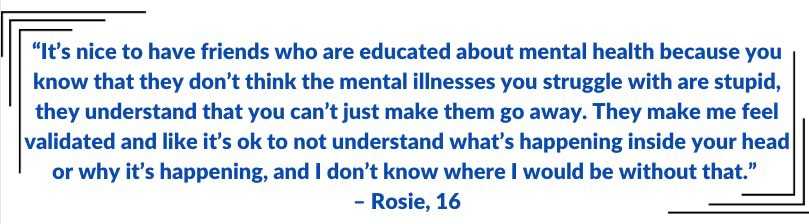 “It’s nice to have friends who are educated about mental health because you
know that they don’t think the mental illnesses you struggle with are stupid,
they understand that you can’t just make them go away. They make me feel
validated and like it’s ok to not understand what’s happening inside your head
or why it’s happening, and I don’t know where I would be without that.”
– Rosie, 16